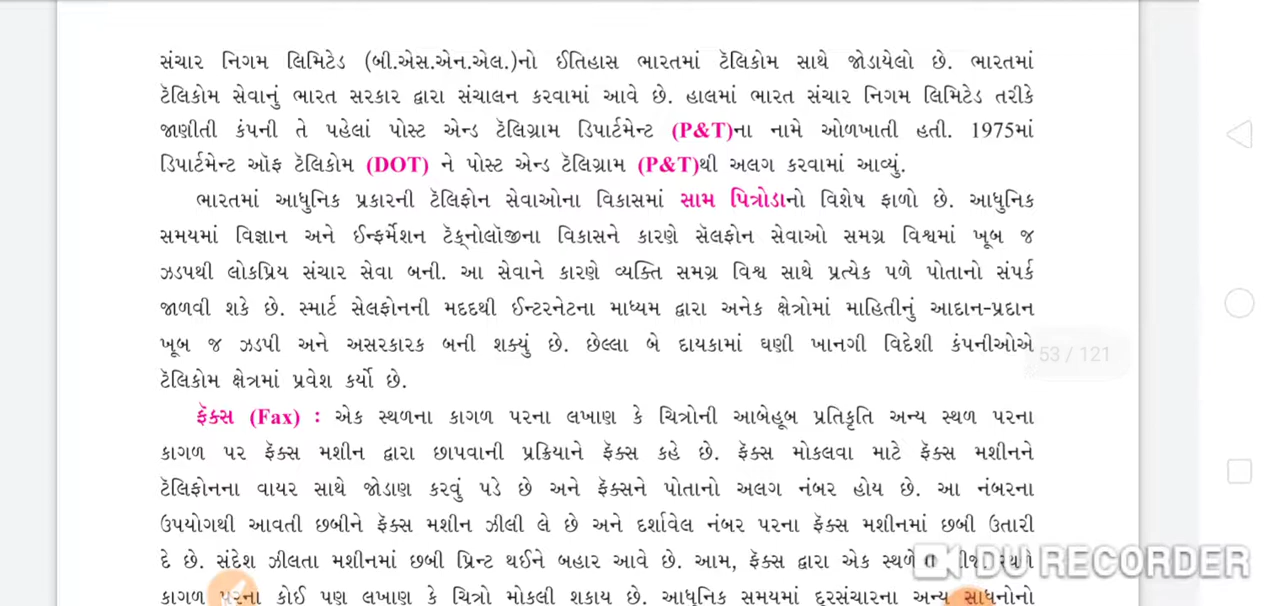 સંચાર નિગમ લિમિટેડ (બી.એસ.એન.એલ.)નો ઈતિહાસ ભારતમાં ટૅલિકોમ સાથે જોડાયેલો છે. ભારતમાં
ટૅલિકોમ સેવાનું ભારત સરકાર દ્વારા સંચાલન કરવામાં આવે છે. હાલમાં ભારત સંચાર નિગમ લિમિટેડ તરીકે
જાણીતી કંપની તે પહેલાં પોસ્ટ એન્ડ ટૅલિગ્રામ ડિપાર્ટમેન્ટ (P&T)ના નામે ઓળખાતી હતી. 1975માં
ડિપાર્ટમેન્ટ ઑફ ટૅલિકોમ (DOT) ને પોસ્ટ એન્ડ ટૅલિગ્રામ (P&T)થી અલગ કરવામાં આવ્યું.
ભારતમાં આધુનિક પ્રકારની ટૅલિફોન સેવાઓના વિકાસમાં સામ પિત્રોડાનો વિશેષ ફાળો છે. આધુનિક
સમયમાં વિજ્ઞાન અને ઈન્ફર્મેશન ટૅક્નોલૉજીના વિકાસને કારણે સૅલફોન સેવાઓ સમગ્ર વિશ્વમાં ખૂબ જ
ઝડપથી લોકપ્રિય સંચાર સેવા બની. આ સેવાને કારણે વ્યક્તિ સમગ્ર વિશ્વ સાથે પ્રત્યેક પળે પોતાનો સંપર્ક
જાળવી શકે છે. સ્માર્ટ સેલફોનની મદદથી ઈન્ટરનેટના માધ્યમ દ્વારા અનેક ક્ષેત્રોમાં માહિતીનું આદાન-પ્રદાન
ખૂબ જ ઝડપી અને અસરકારક બની શક્યું છે. છેલ્લા બે દાયકામાં ઘણી ખાનગી વિદેશી કંપનીઓએ
53 / 121
ટૅલિકોમ ક્ષેત્રમાં પ્રવેશ કર્યો છે.
ફૅક્સ (Fax) : એક સ્થળના કાગળ પરના લખાણ કે ચિત્રોની આબેહૂબ પ્રતિકૃતિ અન્ય સ્થળ પરના
કાગળ પર ફૅક્સ મશીન દ્વારા છાપવાની પ્રક્રિયાને ફૅક્સ કહે છે. ફૅક્સ મોકલવા માટે ફૅક્સ મશીનને
ટૅલિફોનના વાયર સાથે જોડાણ કરવું પડે છે અને ફૅક્સને પોતાનો અલગ નંબર હોય છે. આ નંબરના
ઉપયોગથી આવતી છબીને ફૅક્સ મશીન ઝીલી લે છે અને દર્શાવેલ નંબર પરના ફૅક્સ મશીનમાં છબી ઉતારી
દે છે. સંદેશ ઝીલતા મશીનમાં છબી પ્રિન્ટ થઈને બહાર આવે છે. આમ, ફૅક્સ દ્વારા એક
DU RECORDER
કાગળ પરના કોઈ પણ લખાણ કે ચિત્રો મોકલી શકાય છે. આધુનિક સમયમાં દૂરસંચારના અન્ય સાધનોનો